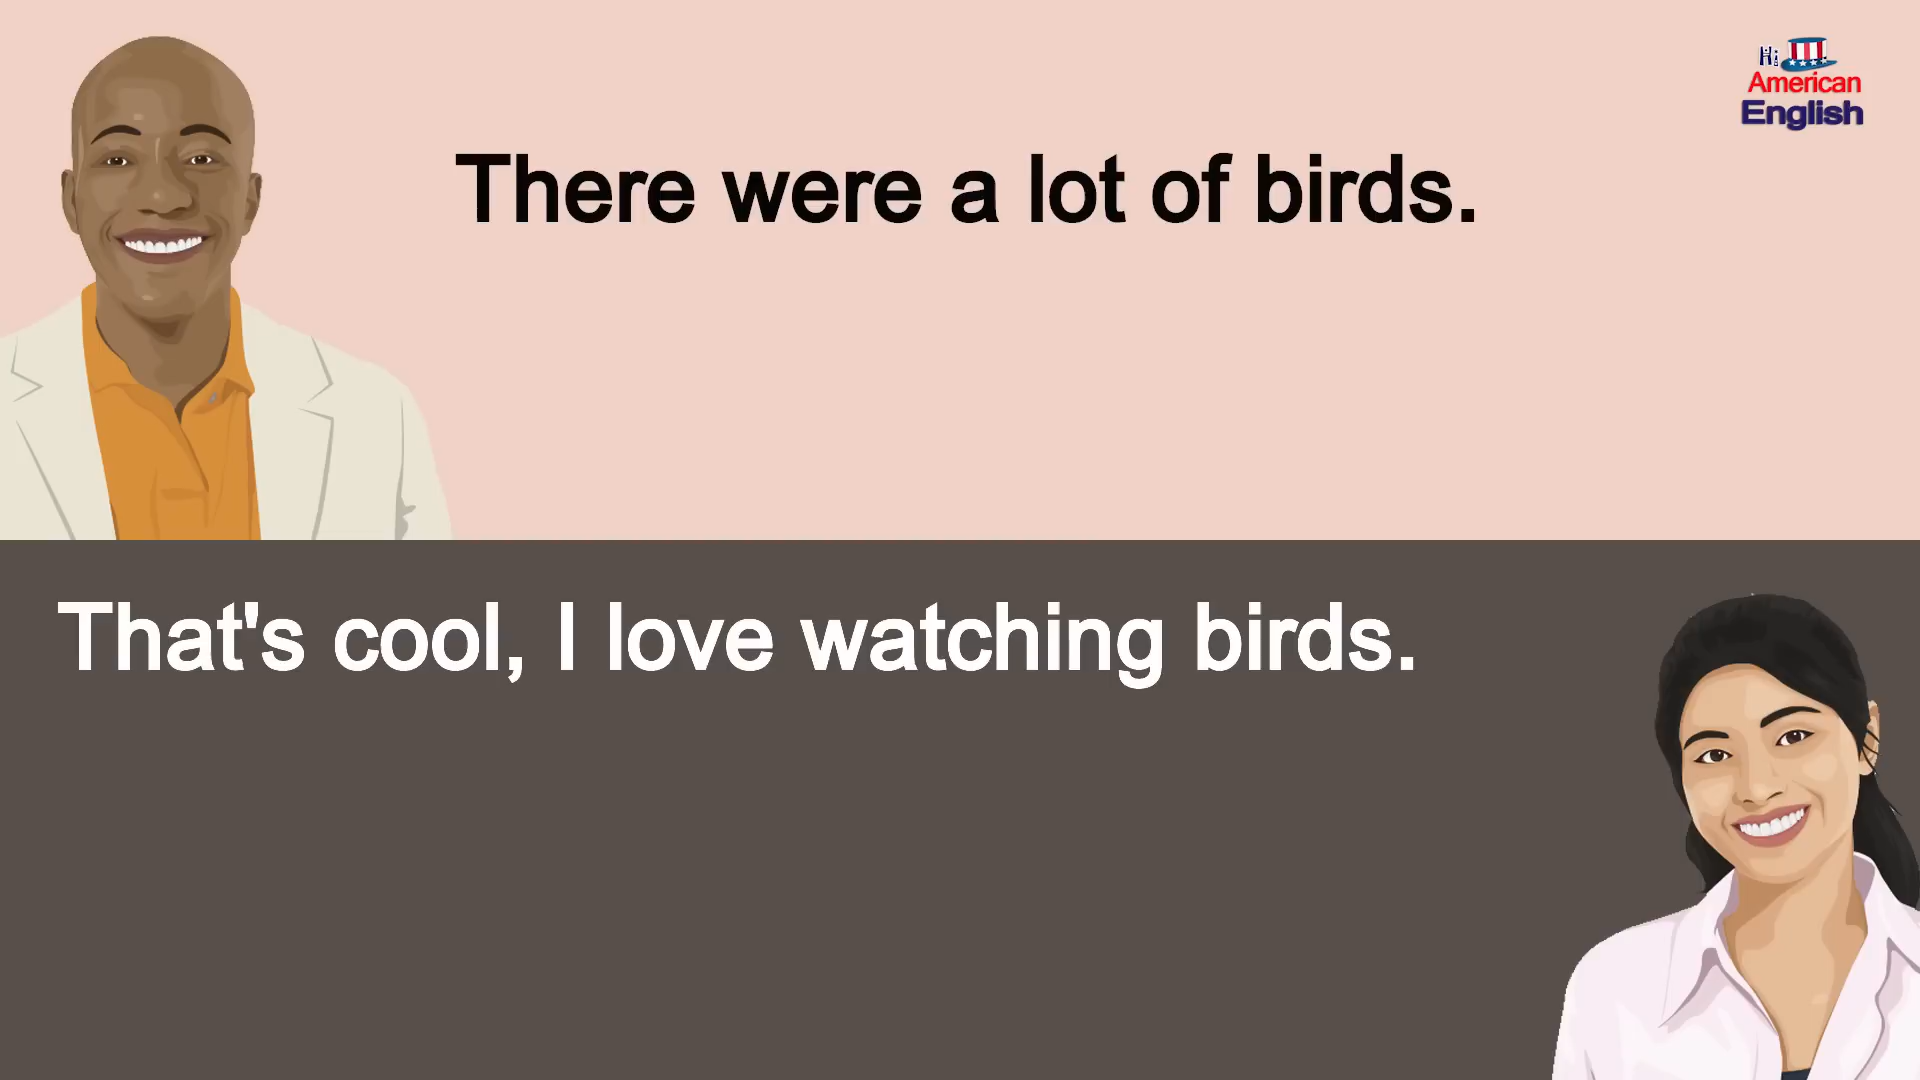 Hi
American
English
There were a lot of birds.
That's cool, I love watching birds.